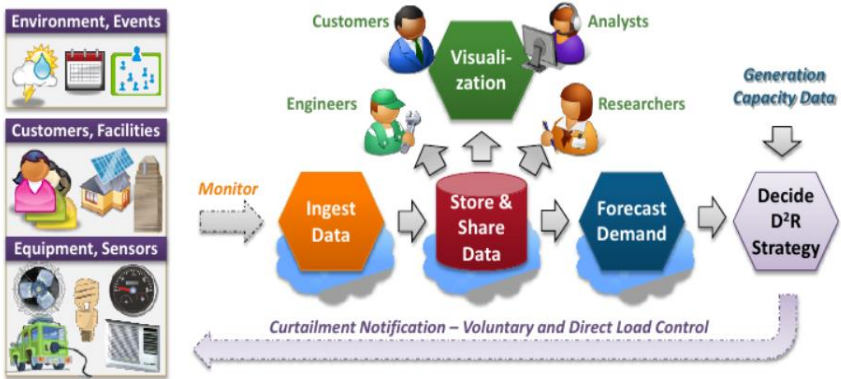 Environment, Events
Customers, Facilities
Equipment, Sensors
Monitor
Ingest
Data
Store &
Share
Data
Customers
Analysts
Visuali-
zation
Engineers
Researchers
Forecast
Demand
Generation
Capacity Data
Decide
D²R
Strategy
Curtailment Notification – Voluntary and Direct Load Control